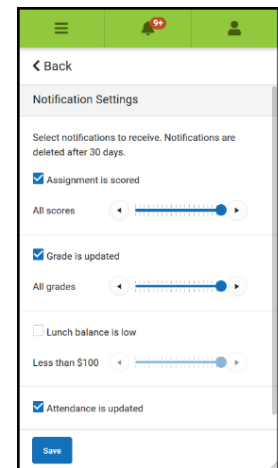 9+
Back
Notification Settings
Select notifications to receive. Notifications are
deleted after 30 days.
Assignment is scored
All scores
Grade is updated
All grades
Lunch balance is low
Less than $100
Attendance is updated
Save